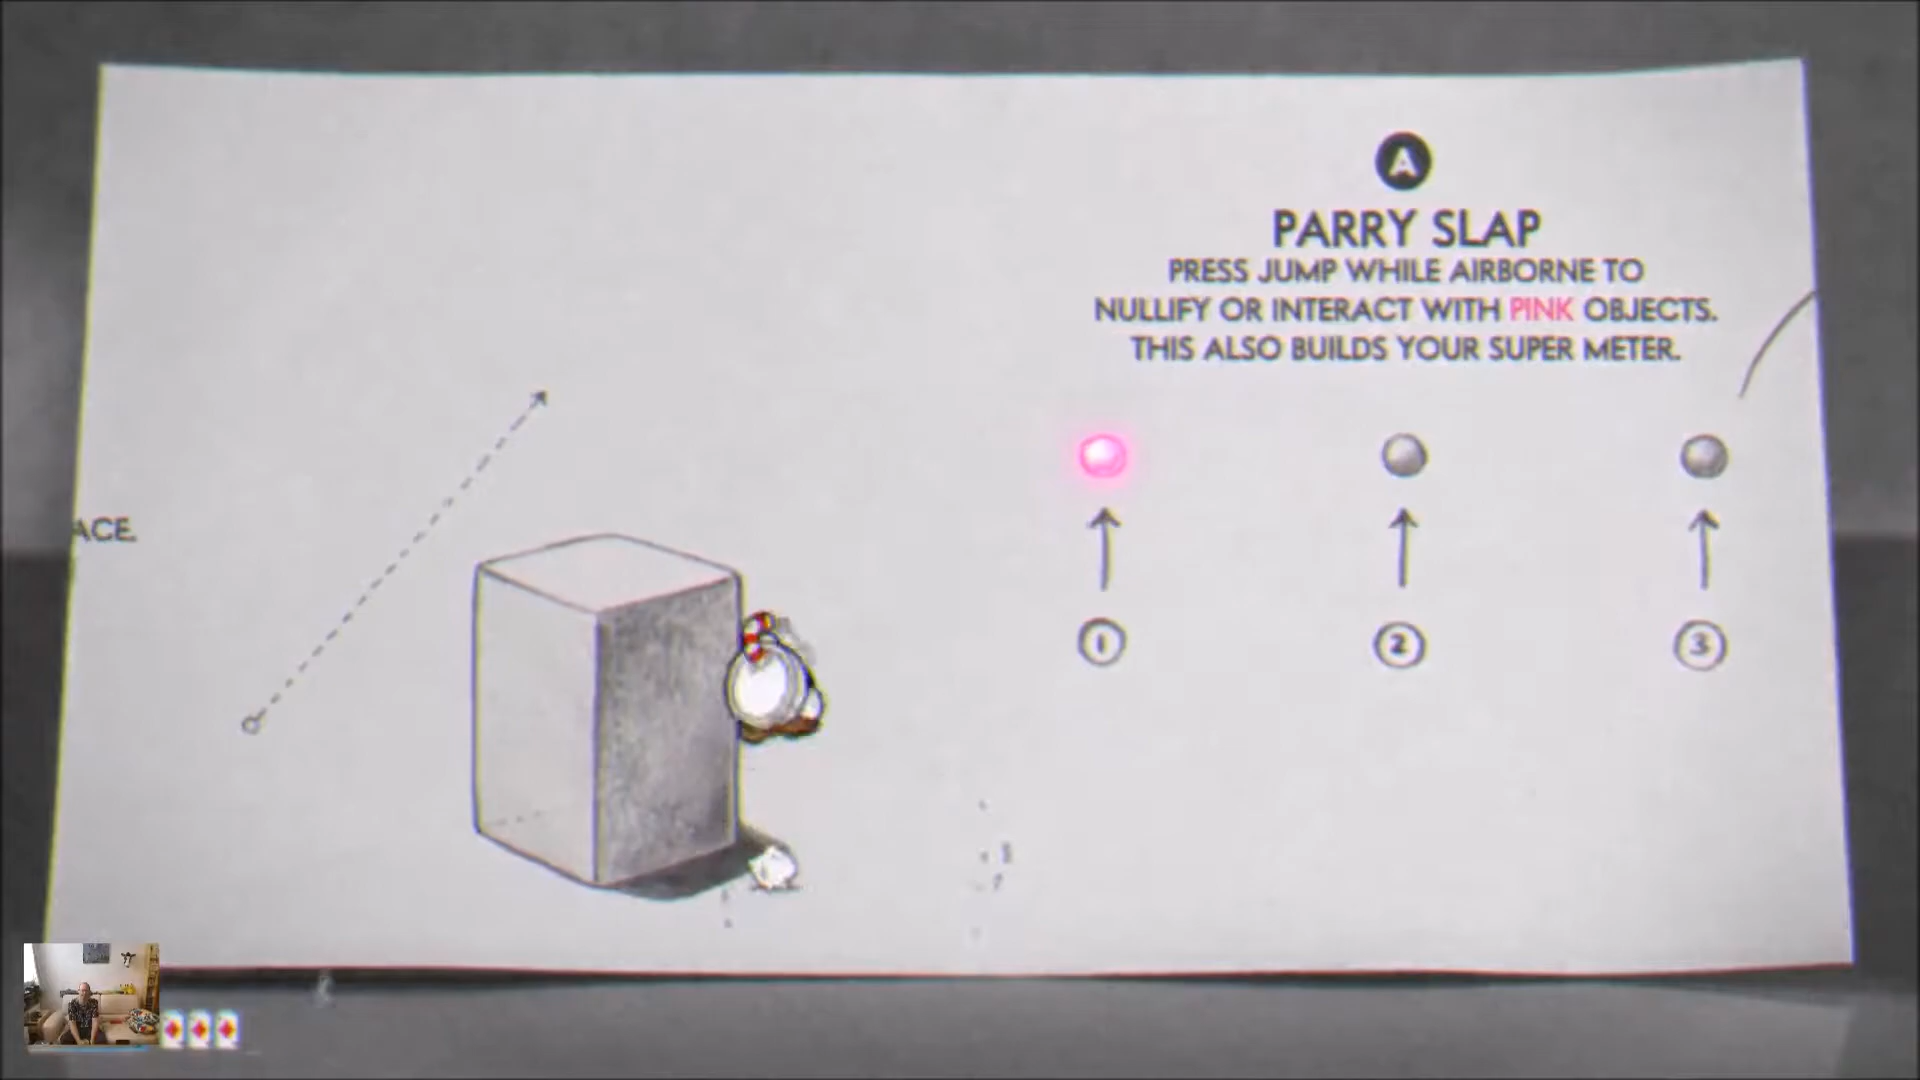 A
PARRY SLAP
PRESS JUMP WHILE AIRBORNE TO
NULLIFY OR INTERACT WITH PINK OBJECTS.
THIS ALSO BUILDS YOUR SUPER METER.
ACE.
1 2 3